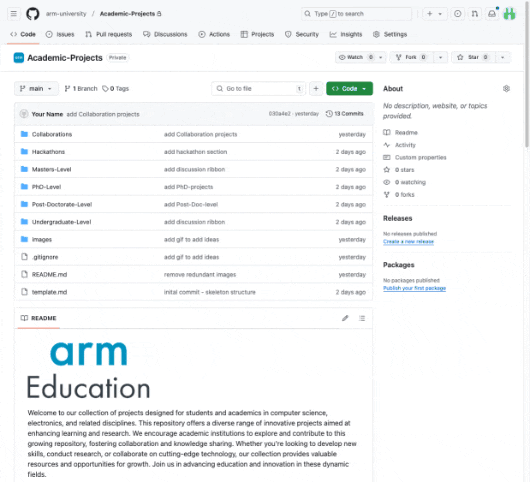 arm-university / Academic-Projects
Type / to search
Code Issues Pull requests Discussions Actions Projects Security Insights Settings
arm Academic-Projects Private
Watch 0 Fork 0 Star 0
main 1 Branch 0 Tags Go to file t + Code
Your Name add Collaboration projects 030a4e2 · yesterday 13 Commits
Collaborations add Collaboration projects yesterday
Hackathons add hackathon section 2 days ago
Masters-Level add discussion ribbon 2 days ago
PhD-Level add PhD-projects 2 days ago
Post-Doctorate-Level add Post-Doc-level 2 days ago
Undergraduate-Level add discussion ribbon 2 days ago
images add gif to add ideas yesterday
.gitignore add gif to add ideas yesterday
README.md remove redundant images yesterday
template.md inital commit - skeleton structure 2 days ago
README
arm
Education
Welcome to our collection of projects designed for students and academics in computer science,
electronics, and related disciplines. This repository offers a diverse range of innovative projects aimed at
enhancing learning and research. We encourage academic institutions to explore and contribute to this
growing repository, fostering collaboration and knowledge sharing. Whether you're looking to develop new
skills, conduct research, or collaborate on cutting-edge technology, our collection provides valuable
resources and opportunities for growth. Join us in advancing education and innovation in these dynamic
fields.
About
No description, website, or topics
provided.
Readme
Activity
Custom properties
0 stars
0 watching
0 forks
Releases
No releases published
Create a new release
Packages
No packages published
Publish your first package